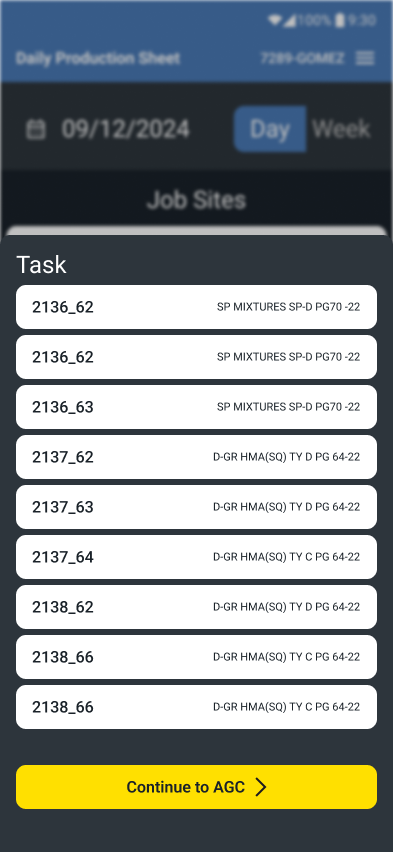 100% 9:30
Daily Production Sheet 7289-GOMEZ
09/12/2024 Day Week
Job Sites
Task
2136_62 SP MIXTURES SP-D PG70 -22
2136_62 SP MIXTURES SP-D PG70 -22
2136_63 SP MIXTURES SP-D PG70 -22
2137_62 D-GR HMA(SQ) TY D PG 64-22
2137_63 D-GR HMA(SQ) TY D PG 64-22
2137_64 D-GR HMA(SQ) TY C PG 64-22
2138_62 D-GR HMA(SQ) TY D PG 64-22
2138_66 D-GR HMA(SQ) TY C PG 64-22
2138_66 D-GR HMA(SQ) TY C PG 64-22
Continue to AGC